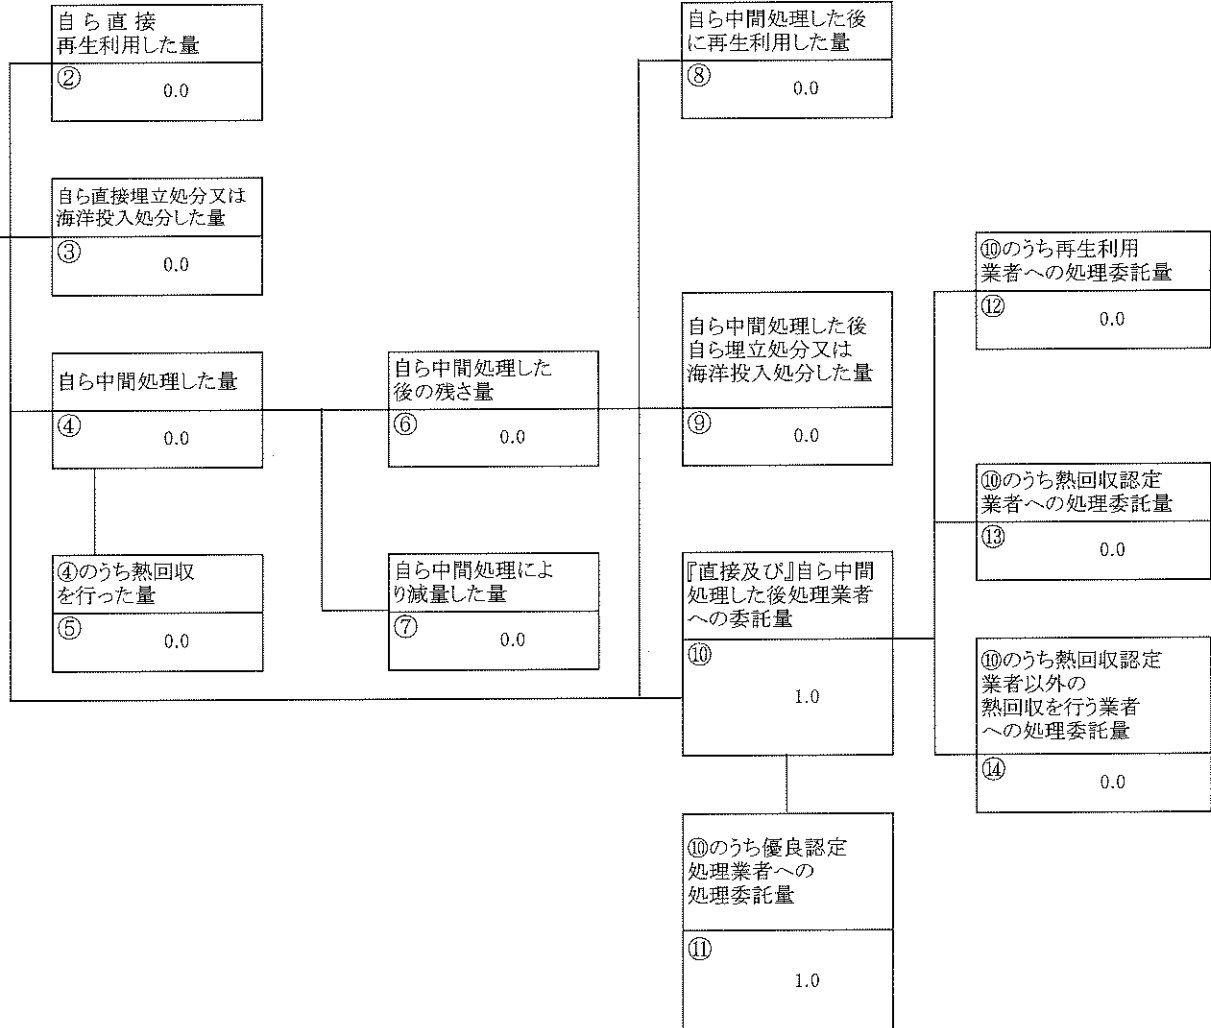 自 ら 直 接
再生利用した量
②
0.0
自ら直接埋立処分又は
海洋投入処分した量
③
0.0
自ら中間処理した量
④
0.0
④のうち熱回収
を行った量
⑤
0.0
自ら中間処理した
後の残さ量
⑥
0.0
自ら中間処理によ
り減量した量
⑦
0.0
自ら中間処理した後
に再生利用した量
⑧
0.0
自ら中間処理した後
自ら埋立処分又は
海洋投入処分した量
⑨
0.0
『直接及び』自ら中間
処理した後処理業者
への委託量
⑩
1.0
⑩のうち優良認定
処理業者への
処理委託量
⑪
1.0
⑩のうち再生利用
業者への処理委託量
⑫
0.0
⑩のうち熱回収認定
業者への処理委託量
⑬
0.0
⑩のうち熱回収認定
業者以外の
熱回収を行う業者
への処理委託量
⑭
0.0